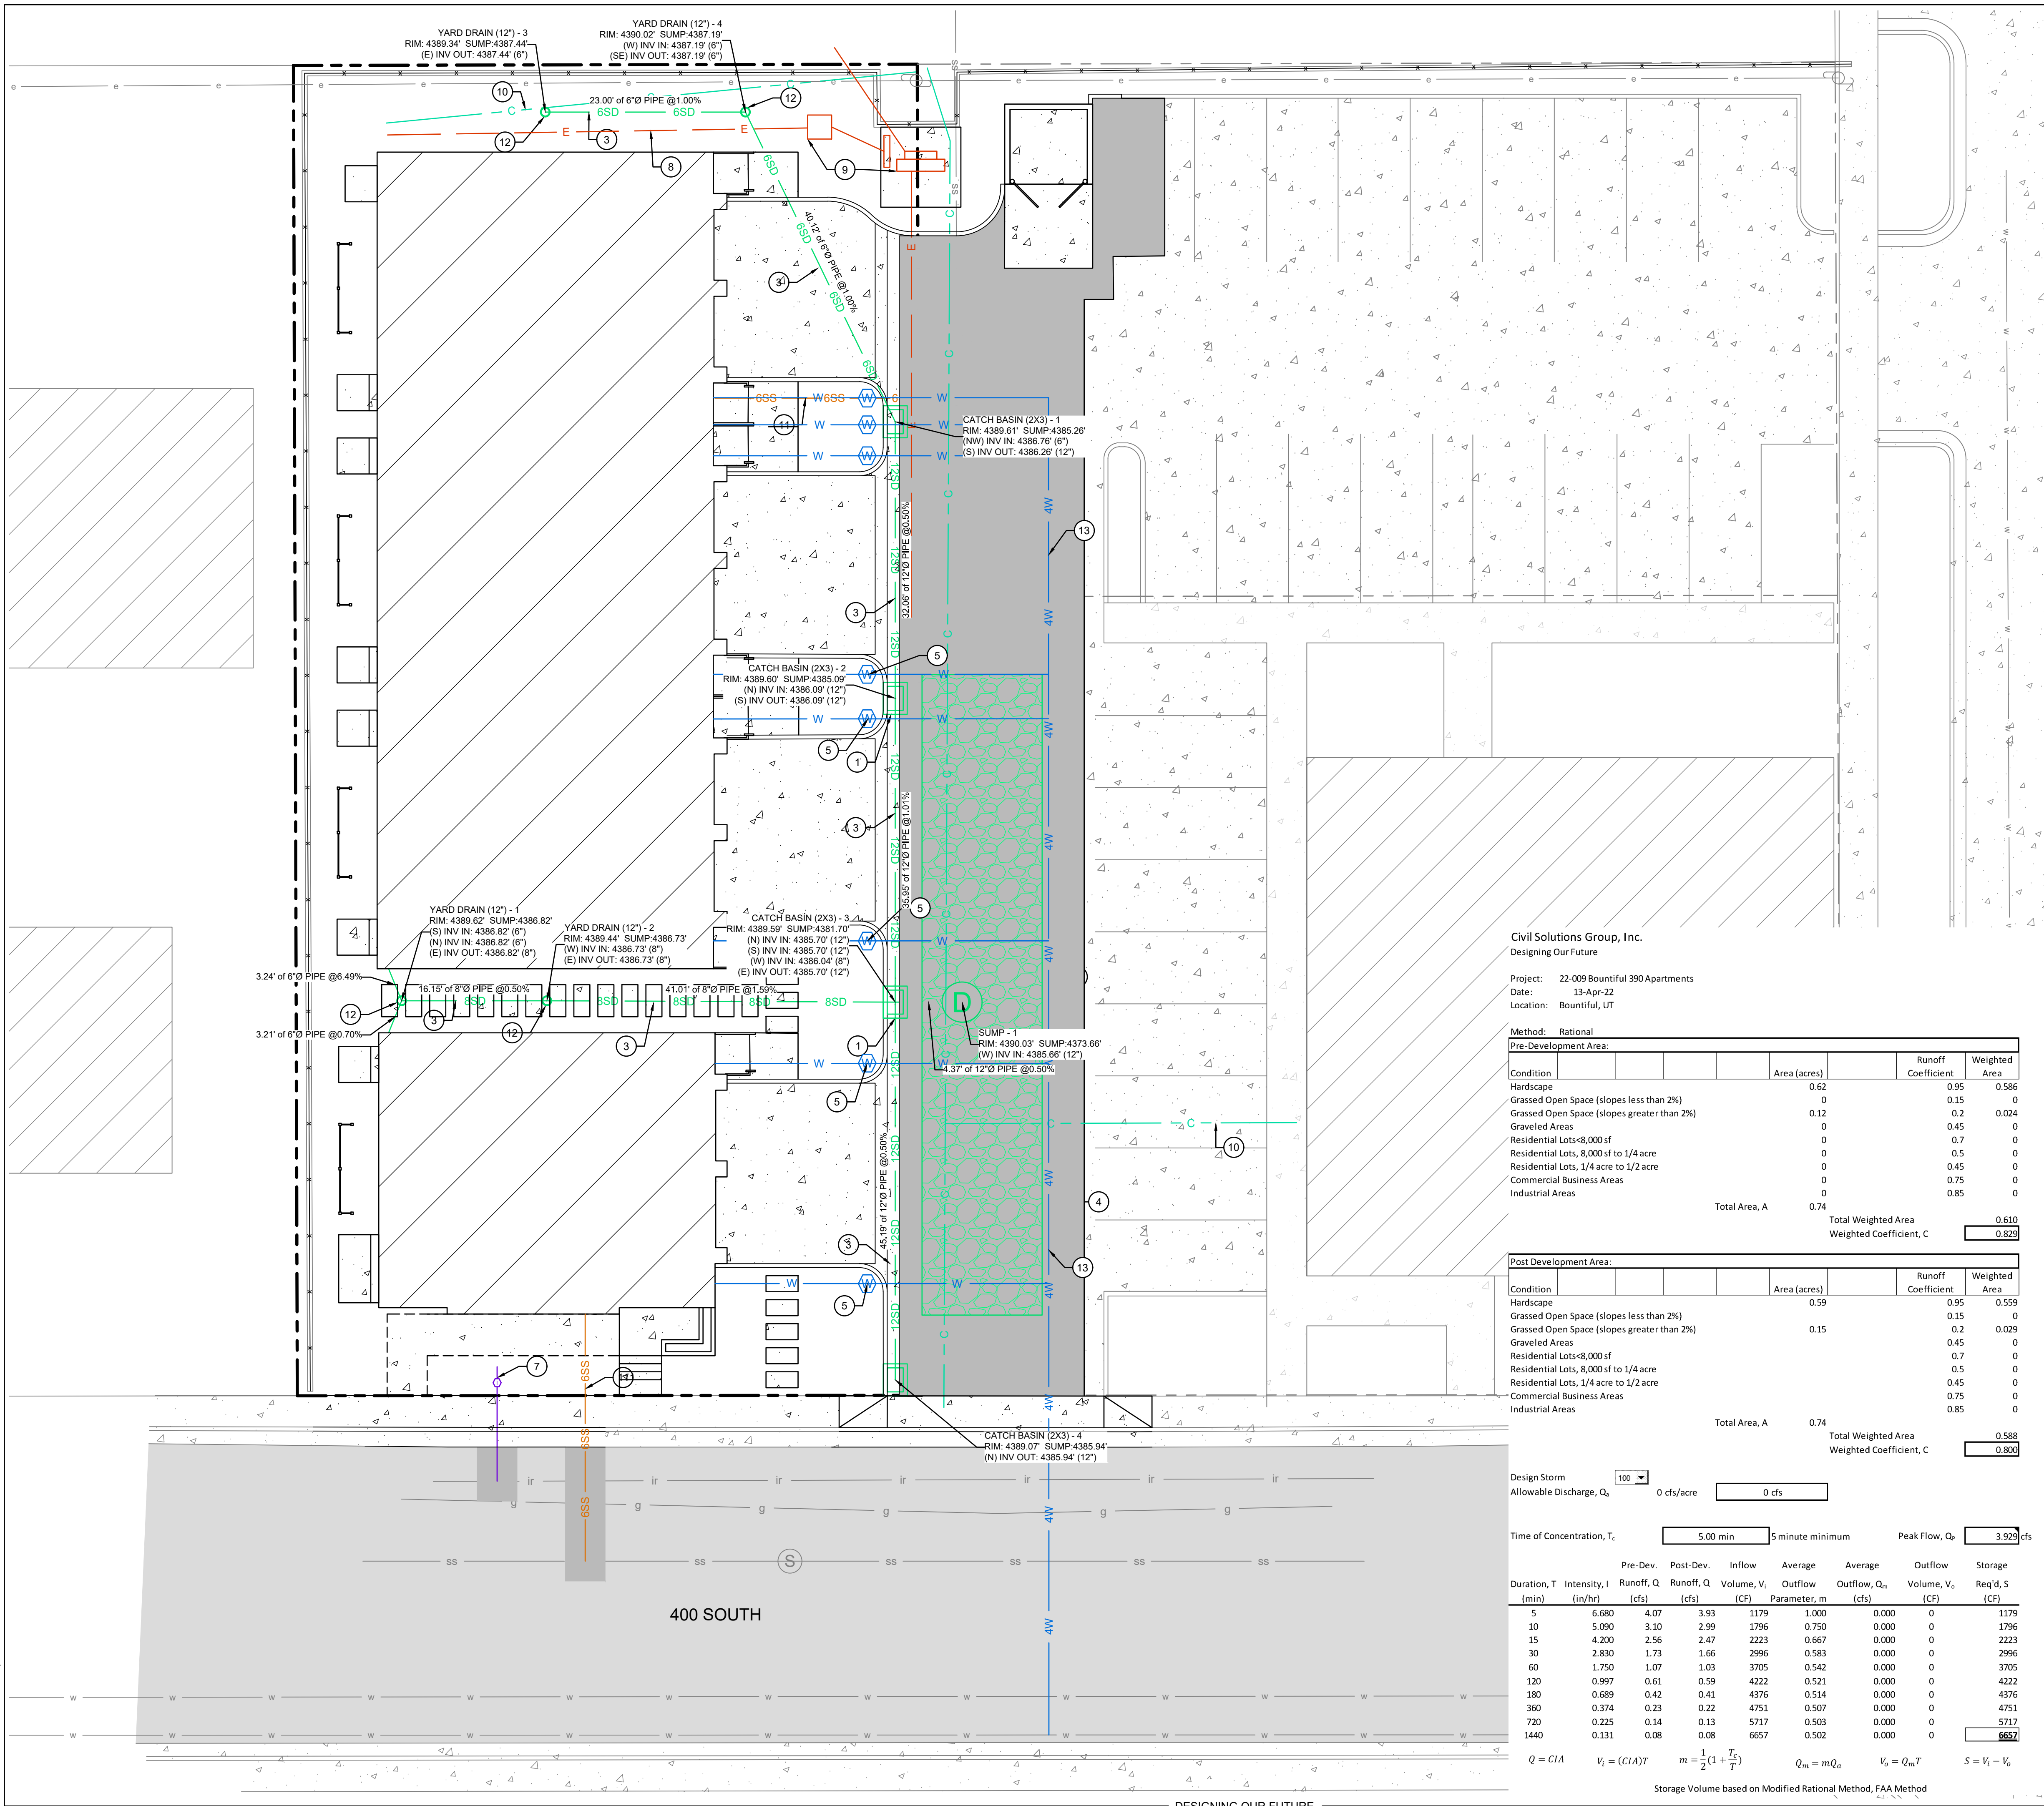 YARD DRAIN (12") - 3
RIM: 4389.34' SUMP:4387.44'
(E) INV OUT: 4387.44' (6")
YARD DRAIN (12") - 4
RIM: 4390.02' SUMP:4387.19'
(W) INV IN: 4387.19' (6")
(SE) INV OUT: 4387.19' (6")
23.00' of 6"Ø PIPE @1.00%
40.12' of 6"Ø PIPE @1.00%
CATCH BASIN (2X3) - 1
RIM: 4389.61' SUMP:4385.26'
(NW) INV IN: 4386.76' (6")
(S) INV OUT: 4386.26' (12")
32.06' of 12"Ø PIPE @0.50%
CATCH BASIN (2X3) - 2
RIM: 4389.60' SUMP:4385.09'
(N) INV IN: 4386.09' (12")
(S) INV OUT: 4386.09' (12")
35.95' of 12"Ø PIPE @1.01%
YARD DRAIN (12") - 1
RIM: 4389.62' SUMP:4386.82'
(S) INV IN: 4386.82' (6")
(N) INV IN: 4386.82' (6")
(E) INV OUT: 4386.82' (8")
YARD DRAIN (12") - 2
RIM: 4389.44' SUMP:4386.73'
(W) INV IN: 4386.73' (8")
(E) INV OUT: 4386.73' (8")
CATCH BASIN (2X3) - 3
RIM: 4389.59' SUMP:4381.70'
(N) INV IN: 4385.70' (12")
(S) INV IN: 4385.70' (12")
(W) INV IN: 4386.04' (8")
(E) INV OUT: 4385.70' (12")
3.24' of 6"Ø PIPE @6.49%
16.15' of 8"Ø PIPE @0.50%
41.01' of 8"Ø PIPE @1.59%
3.21' of 6"Ø PIPE @0.70%
D
SUMP - 1
RIM: 4390.03' SUMP:4373.66'
(W) INV IN: 4385.66' (12")
4.37' of 12"Ø PIPE @0.50%
45.19' of 12"Ø PIPE @0.50%
CATCH BASIN (2X3) - 4
RIM: 4389.07' SUMP:4385.94'
(N) INV OUT: 4385.94' (12")
400 SOUTH
Civil Solutions Group, Inc.
Designing Our Future
Project: 22-009 Bountiful 390 Apartments
Date: 13-Apr-22
Location: Bountiful, UT
Method: Rational
Pre-Development Area:
Condition Area (acres) Runoff Coefficient Weighted Area
Hardscape 0.62 0.95 0.586
Grassed Open Space (slopes less than 2%) 0 0.15 0
Grassed Open Space (slopes greater than 2%) 0.12 0.2 0.024
Graveled Areas 0 0.45 0
Residential Lots<8,000 sf 0 0.7 0
Residential Lots, 8,000 sf to 1/4 acre 0 0.5 0
Residential Lots, 1/4 acre to 1/2 acre 0 0.45 0
Commercial Business Areas 0 0.75 0
Industrial Areas 0 0.85 0
Total Area, A 0.74
Total Weighted Area 0.610
Weighted Coefficient, C 0.829
Post Development Area:
Condition Area (acres) Runoff Coefficient Weighted Area
Hardscape 0.59 0.95 0.559
Grassed Open Space (slopes less than 2%) 0.15 0
Grassed Open Space (slopes greater than 2%) 0.15 0.2 0.029
Graveled Areas 0.45 0
Residential Lots<8,000 sf 0.7 0
Residential Lots, 8,000 sf to 1/4 acre 0.5 0
Residential Lots, 1/4 acre to 1/2 acre 0.45 0
Commercial Business Areas 0.75 0
Industrial Areas 0.85 0
Total Area, A 0.74
Total Weighted Area 0.588
Weighted Coefficient, C 0.800
Design Storm 100
Allowable Discharge, Qa 0 cfs/acre 0 cfs
Time of Concentration, Tc 5.00 min 5 minute minimum Peak Flow, QP 3.929 cfs
Pre-Dev. Post-Dev. Inflow Average Average Outflow Storage
Duration, T Intensity, I Runoff, Q Runoff, Q Volume, Vi Outflow Outflow, Qm Volume, Vo Req'd, S
(min) (in/hr) (cfs) (cfs) (CF) Parameter, m (cfs) (CF) (CF)
5 6.680 4.07 3.93 1179 1.000 0.000 0 1179
10 5.090 3.10 2.99 1796 0.750 0.000 0 1796
15 4.200 2.56 2.47 2223 0.667 0.000 0 2223
30 2.830 1.73 1.66 2996 0.583 0.000 0 2996
60 1.750 1.07 1.03 3705 0.542 0.000 0 3705
120 0.997 0.61 0.59 4222 0.521 0.000 0 4222
180 0.689 0.42 0.41 4376 0.514 0.000 0 4376
360 0.374 0.23 0.22 4751 0.507 0.000 0 4751
720 0.225 0.14 0.13 5717 0.503 0.000 0 5717
1440 0.131 0.08 0.08 6657 0.502 0.000 0 6657
Q = CIA Vi = (CIA)T m = 1/2(1 + Tc/T) Qm = mQa Vo = QmT S = Vi − Vo
Storage Volume based on Modified Rational Method, FAA Method